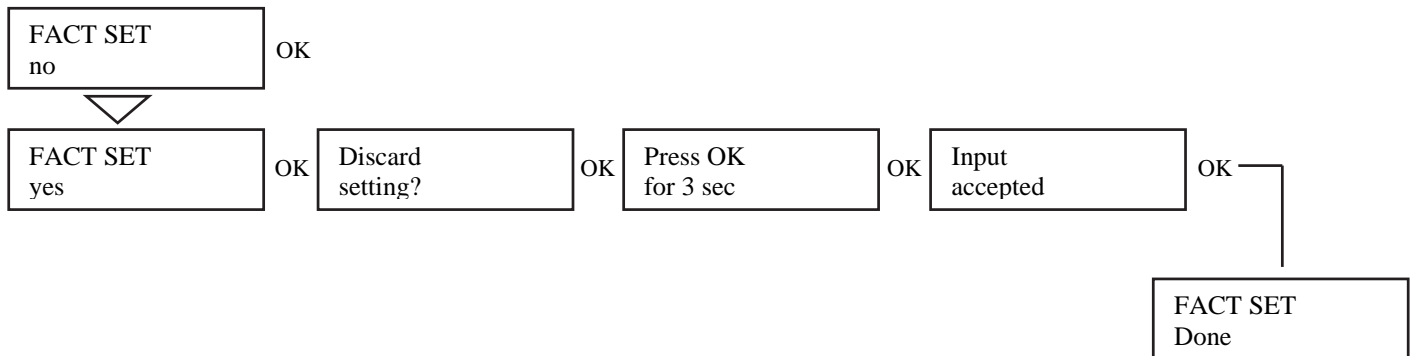 FACT SET
no
OK
FACT SET
yes
OK
Discard
setting?
OK
Press OK
for 3 sec
OK
Input
accepted
OK
FACT SET
Done